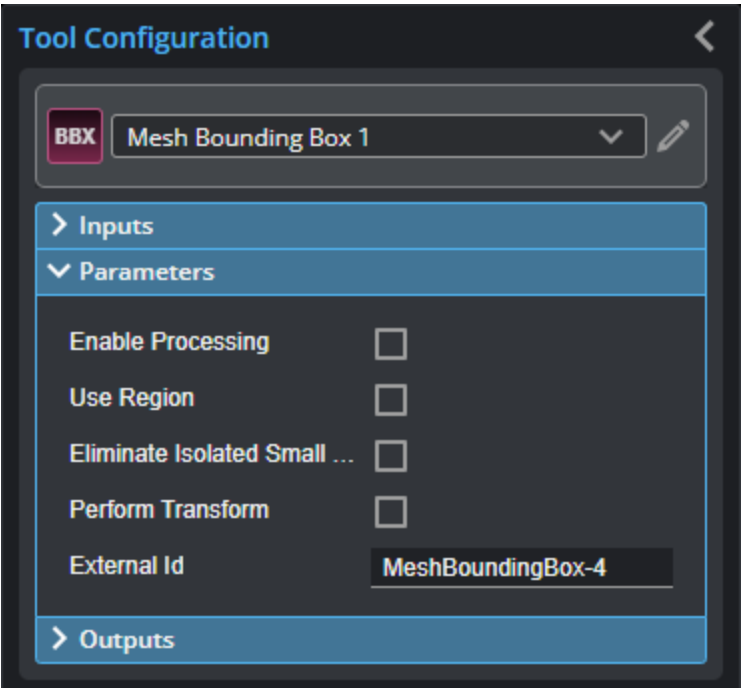 Tool Configuration
BBX Mesh Bounding Box 1
Inputs
Parameters
Enable Processing
Use Region
Eliminate Isolated Small ...
Perform Transform
External Id MeshBoundingBox-4
Outputs